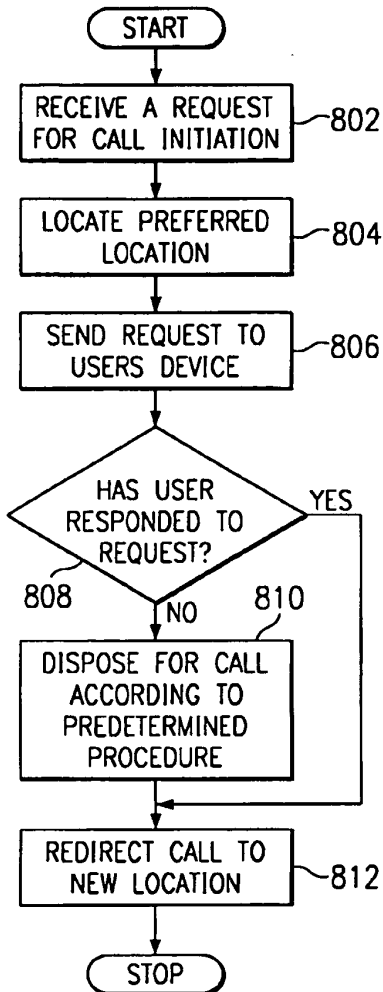 START
RECEIVE A REQUEST
FOR CALL INITIATION
802
LOCATE PREFERRED
LOCATION
804
SEND REQUEST TO
USERS DEVICE
806
HAS USER
RESPONDED TO
REQUEST?
808
YES
NO
810
DISPOSE FOR CALL
ACCORDING TO
PREDETERMINED
PROCEDURE
REDIRECT CALL TO
NEW LOCATION
812
STOP